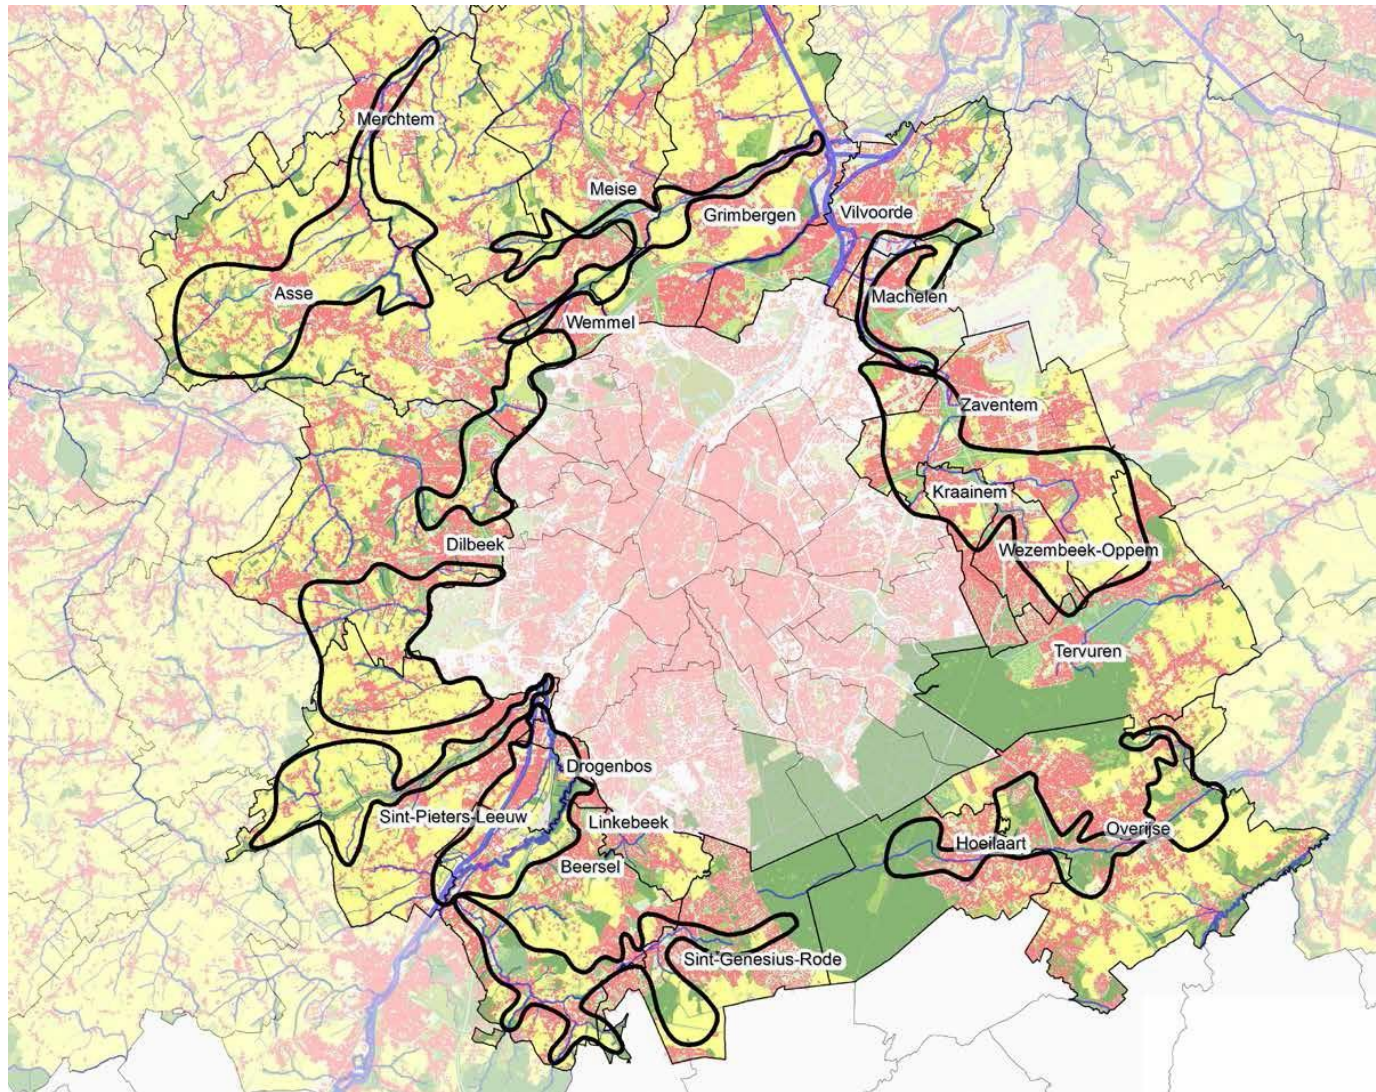 Merchtem
Meise
Grimbergen
Vilvoorde
Asse
Machelen
Wemmel
Zaventem
Kraainem
Dilbeek
Wezembeek-Oppem
Tervuren
Drogenbos
Sint-Pieters-Leeuw
Linkebeek
Overijse
Hoeilaart
Beersel
Sint-Genesius-Rode